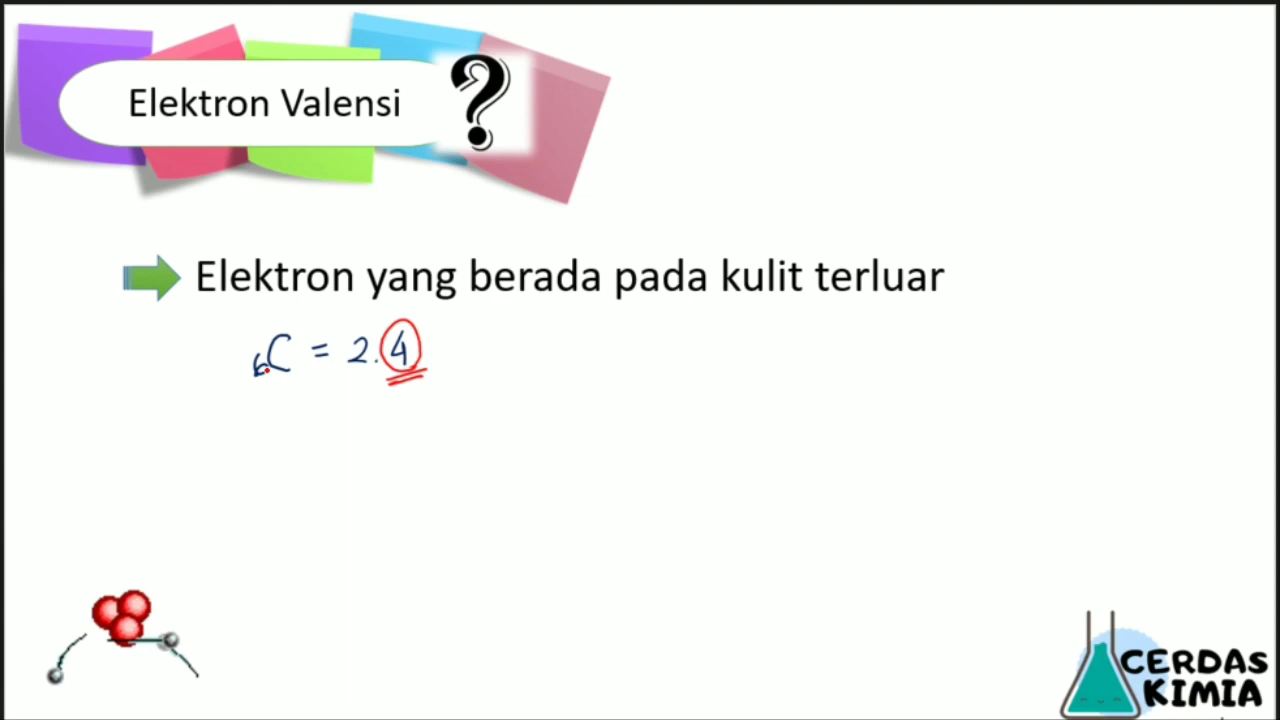 Elektron Valensi ?
Elektron yang berada pada kulit terluar
₆C = 2.4
CERDAS
KIMIA